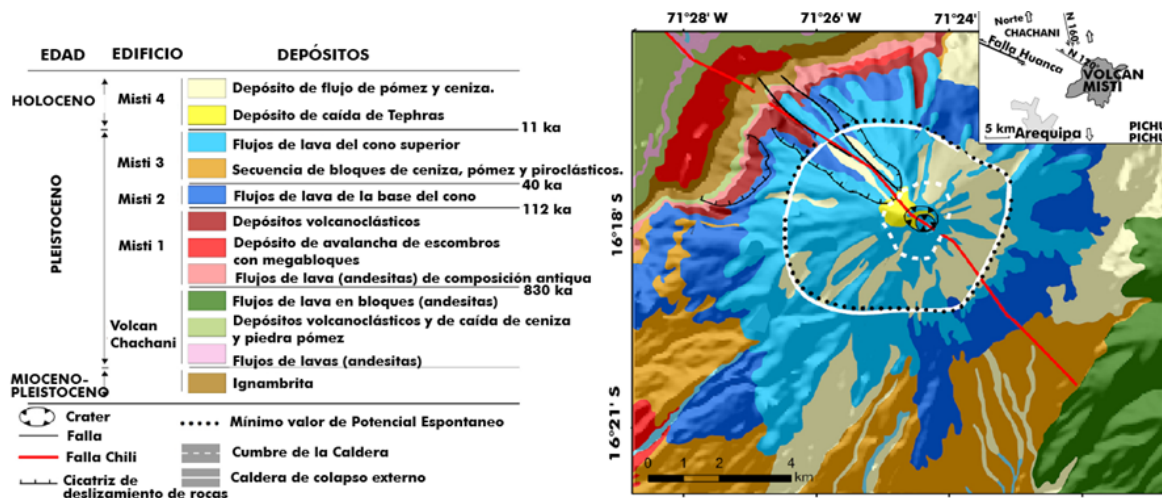 EDAD EDIFICIO DEPÓSITOS
HOLOCENO
Misti 4
Depósito de flujo de pómez y ceniza.
Depósito de caída de Tephras
11 ka
PLEISTOCENO
Misti 3
Flujos de lava del cono superior
Secuencia de bloques de ceniza, pómez y piroclásticos.
40 ka
Misti 2
Flujos de lava de la base del cono
112 ka
Misti 1
Depósitos volcanoclásticos
Depósito de avalancha de escombros
con megabloques
Flujos de lava (andesitas) de composición antigua
830 ka
Volcan
Chachani
Flujos de lava en bloques (andesitas)
Depósitos volcanoclásticos y de caída de ceniza
y piedra pómez
Flujos de lavas (andesitas)
MIOCENO-
PLEISTOCENO
Ignambrita
Crater
Falla
Falla Chili
Cicatriz de
deslizamiento de rocas
Mínimo valor de Potencial Espontaneo
Cumbre de la Caldera
Caldera de colapso externo
71°28' W 71°26' W 71°24'
16°18' S
16°21' S
0 1 2 4
km
Norte
CHACHANI
N 160°
Falla Huanca
N 120°
VOLCAN
MISTI
5 km
Arequipa
PICHU
PICHU